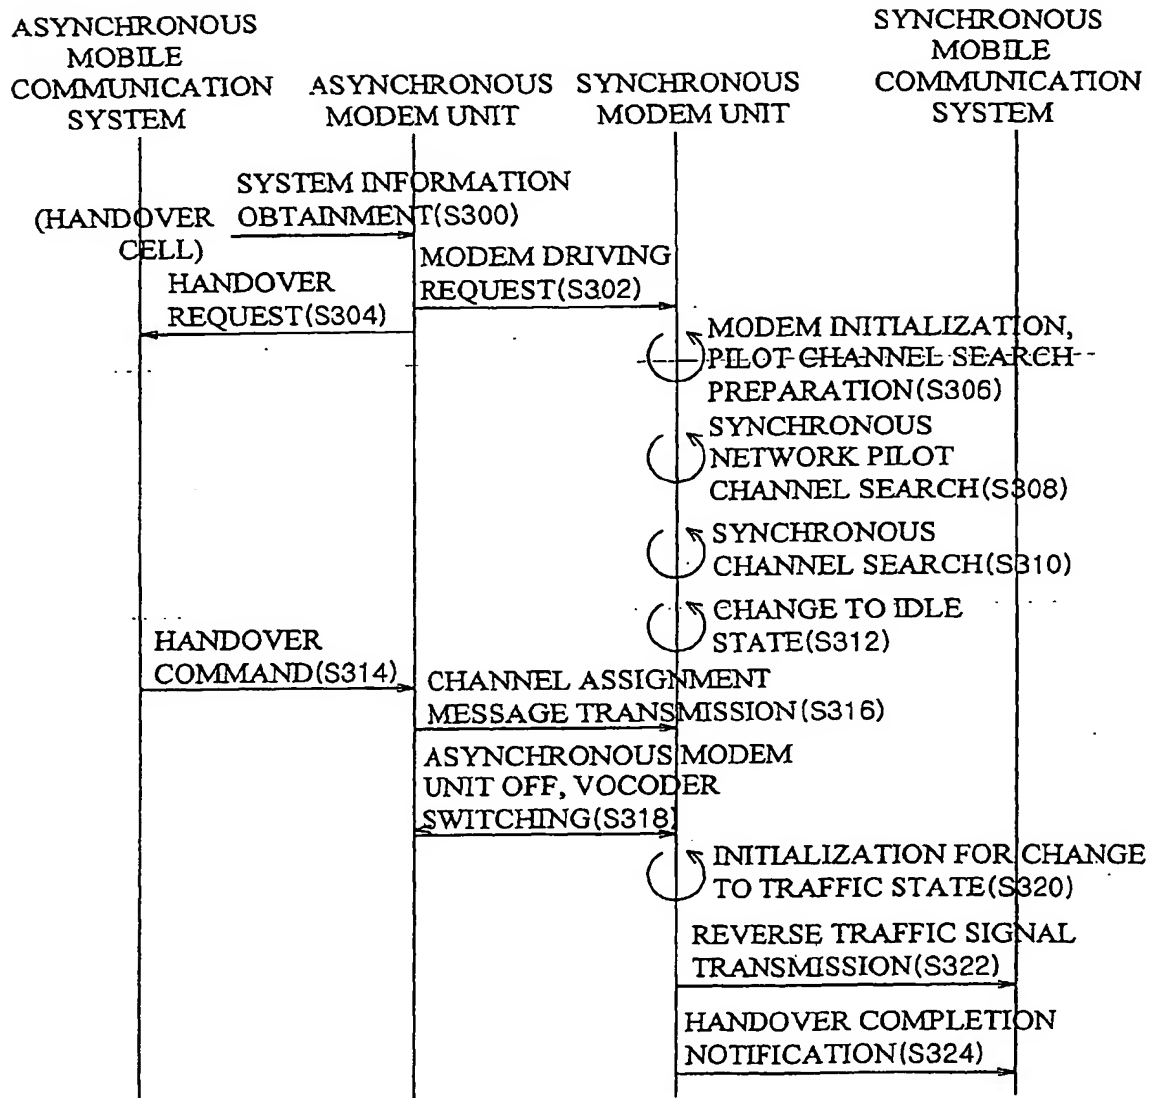 ASYNCHRONOUS
MOBILE
COMMUNICATION
SYSTEM
ASYNCHRONOUS
MODEM UNIT
SYNCHRONOUS
MODEM UNIT
SYNCHRONOUS
MOBILE
COMMUNICATION
SYSTEM
SYSTEM INFORMATION
OBTAINMENT(S300)
(HANDOVER
CELL)
MODEM DRIVING
REQUEST(S302)
HANDOVER
REQUEST(S304)
MODEM INITIALIZATION,
PILOT CHANNEL SEARCH
PREPARATION(S306)
SYNCHRONOUS
NETWORK PILOT
CHANNEL SEARCH(S308)
SYNCHRONOUS
CHANNEL SEARCH(S310)
CHANGE TO IDLE
STATE(S312)
HANDOVER
COMMAND(S314)
CHANNEL ASSIGNMENT
MESSAGE TRANSMISSION(S316)
ASYNCHRONOUS MODEM
UNIT OFF, VOCODER
SWITCHING(S318)
INITIALIZATION FOR CHANGE
TO TRAFFIC STATE(S320)
REVERSE TRAFFIC SIGNAL
TRANSMISSION(S322)
HANDOVER COMPLETION
NOTIFICATION(S324)